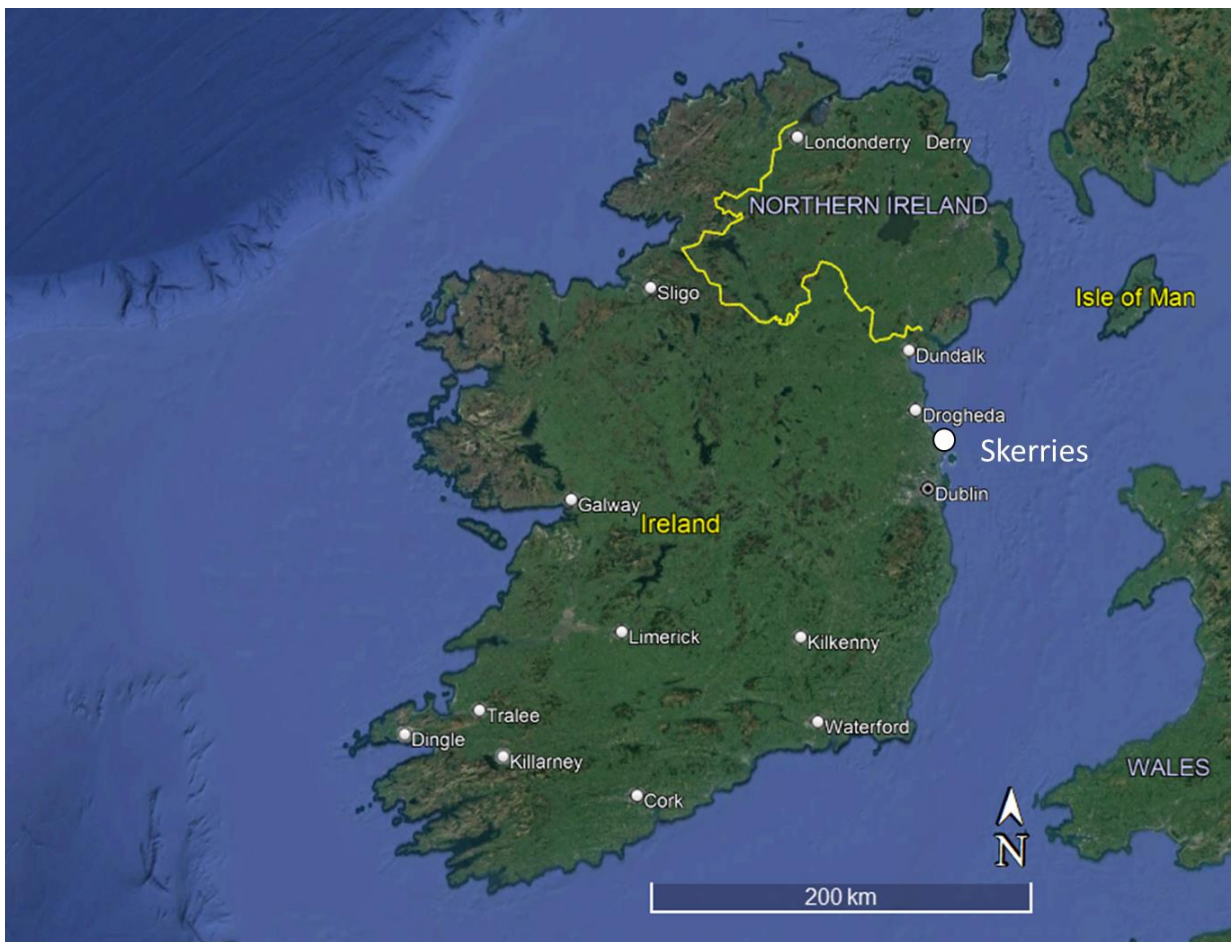 Londonderry Derry
NORTHERN IRELAND
Sligo
Isle of Man
Dundalk
Drogheda
Skerries
Dublin
Galway
Ireland
Limerick
Kilkenny
Tralee
Waterford
Dingle
Killarney
WALES
Cork
N
200 km